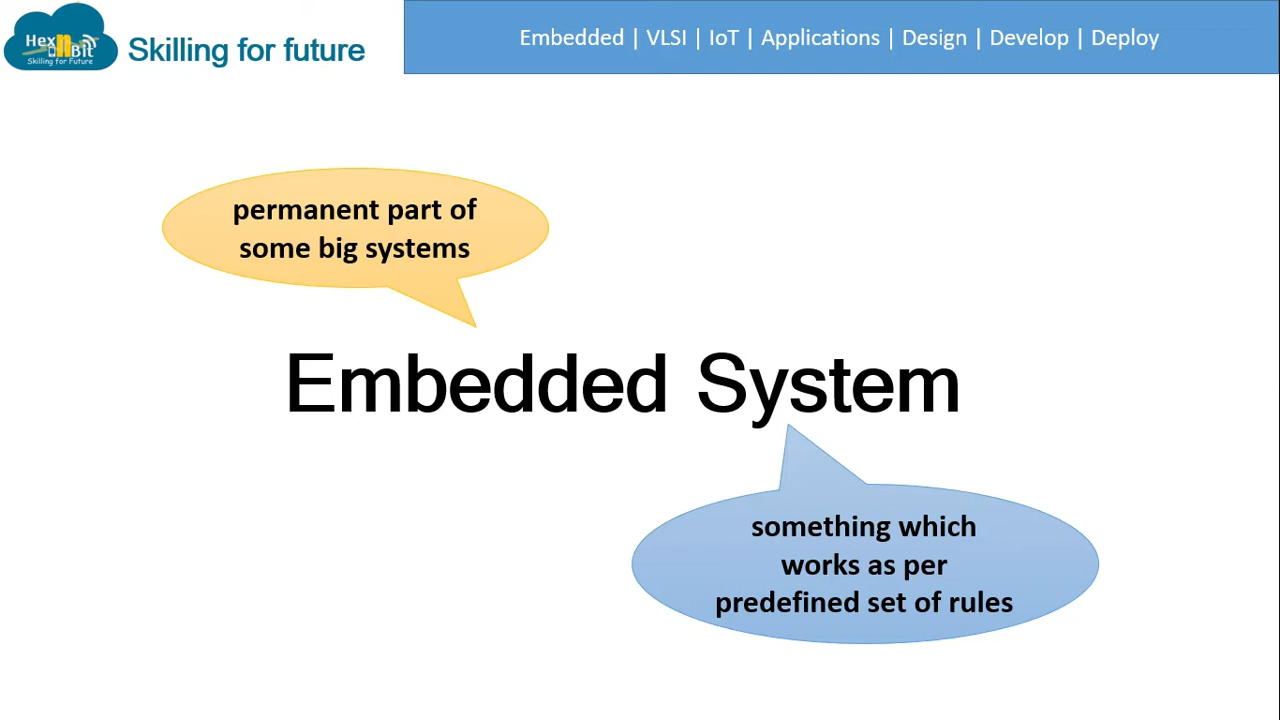 Hex n Bit
Skilling for Future
Skilling for future
Embedded | VLSI | IoT | Applications | Design | Develop | Deploy
permanent part of
some big systems
Embedded System
something which
works as per
predefined set of rules